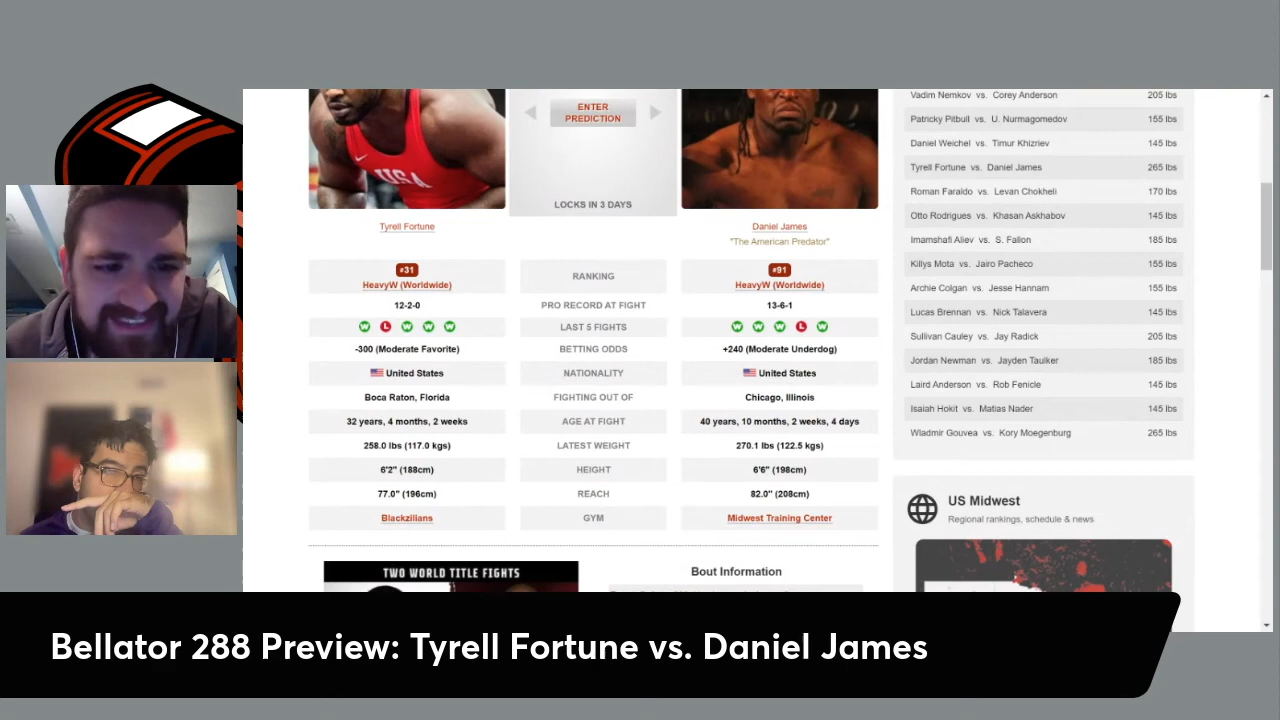 ENTER
PREDICTION
LOCKS IN 3 DAYS
USA
Tyrell Fortune
Daniel James
"The American Predator"
#31
HeavyW (Worldwide)
RANKING
#91
HeavyW (Worldwide)
12-2-0
PRO RECORD AT FIGHT
13-6-1
W L W W W
LAST 5 FIGHTS
W W W L W
-300 (Moderate Favorite)
BETTING ODDS
+240 (Moderate Underdog)
United States
NATIONALITY
United States
Boca Raton, Florida
FIGHTING OUT OF
Chicago, Illinois
32 years, 4 months, 2 weeks
AGE AT FIGHT
40 years, 10 months, 2 weeks, 4 days
258.0 lbs (117.0 kgs)
LATEST WEIGHT
270.1 lbs (122.5 kgs)
6'2" (188cm)
HEIGHT
6'6" (198cm)
77.0" (196cm)
REACH
82.0" (208cm)
Blackzilians
GYM
Midwest Training Center
TWO WORLD TITLE FIGHTS
Bout Information
Vadim Nemkov vs. Corey Anderson 205 lbs
Patricky Pitbull vs. U. Nurmagomedov 155 lbs
Daniel Weichel vs. Timur Khizriev 145 lbs
Tyrell Fortune vs. Daniel James 265 lbs
Roman Faraldo vs. Levan Chokheli 170 lbs
Otto Rodrigues vs. Khasan Askhabov 145 lbs
Imamshafi Aliev vs. S. Fallon 185 lbs
Killys Mota vs. Jairo Pacheco 155 lbs
Archie Colgan vs. Jesse Hannam 155 lbs
Lucas Brennan vs. Nick Talavera 145 lbs
Sullivan Cauley vs. Jay Radick 205 lbs
Jordan Newman vs. Jayden Taulker 185 lbs
Laird Anderson vs. Rob Fenicle 145 lbs
Isaiah Hokit vs. Matias Nader 145 lbs
Wladmir Gouvea vs. Kory Moegenburg 265 lbs
US Midwest
Regional rankings, schedule & news
Bellator 288 Preview: Tyrell Fortune vs. Daniel James